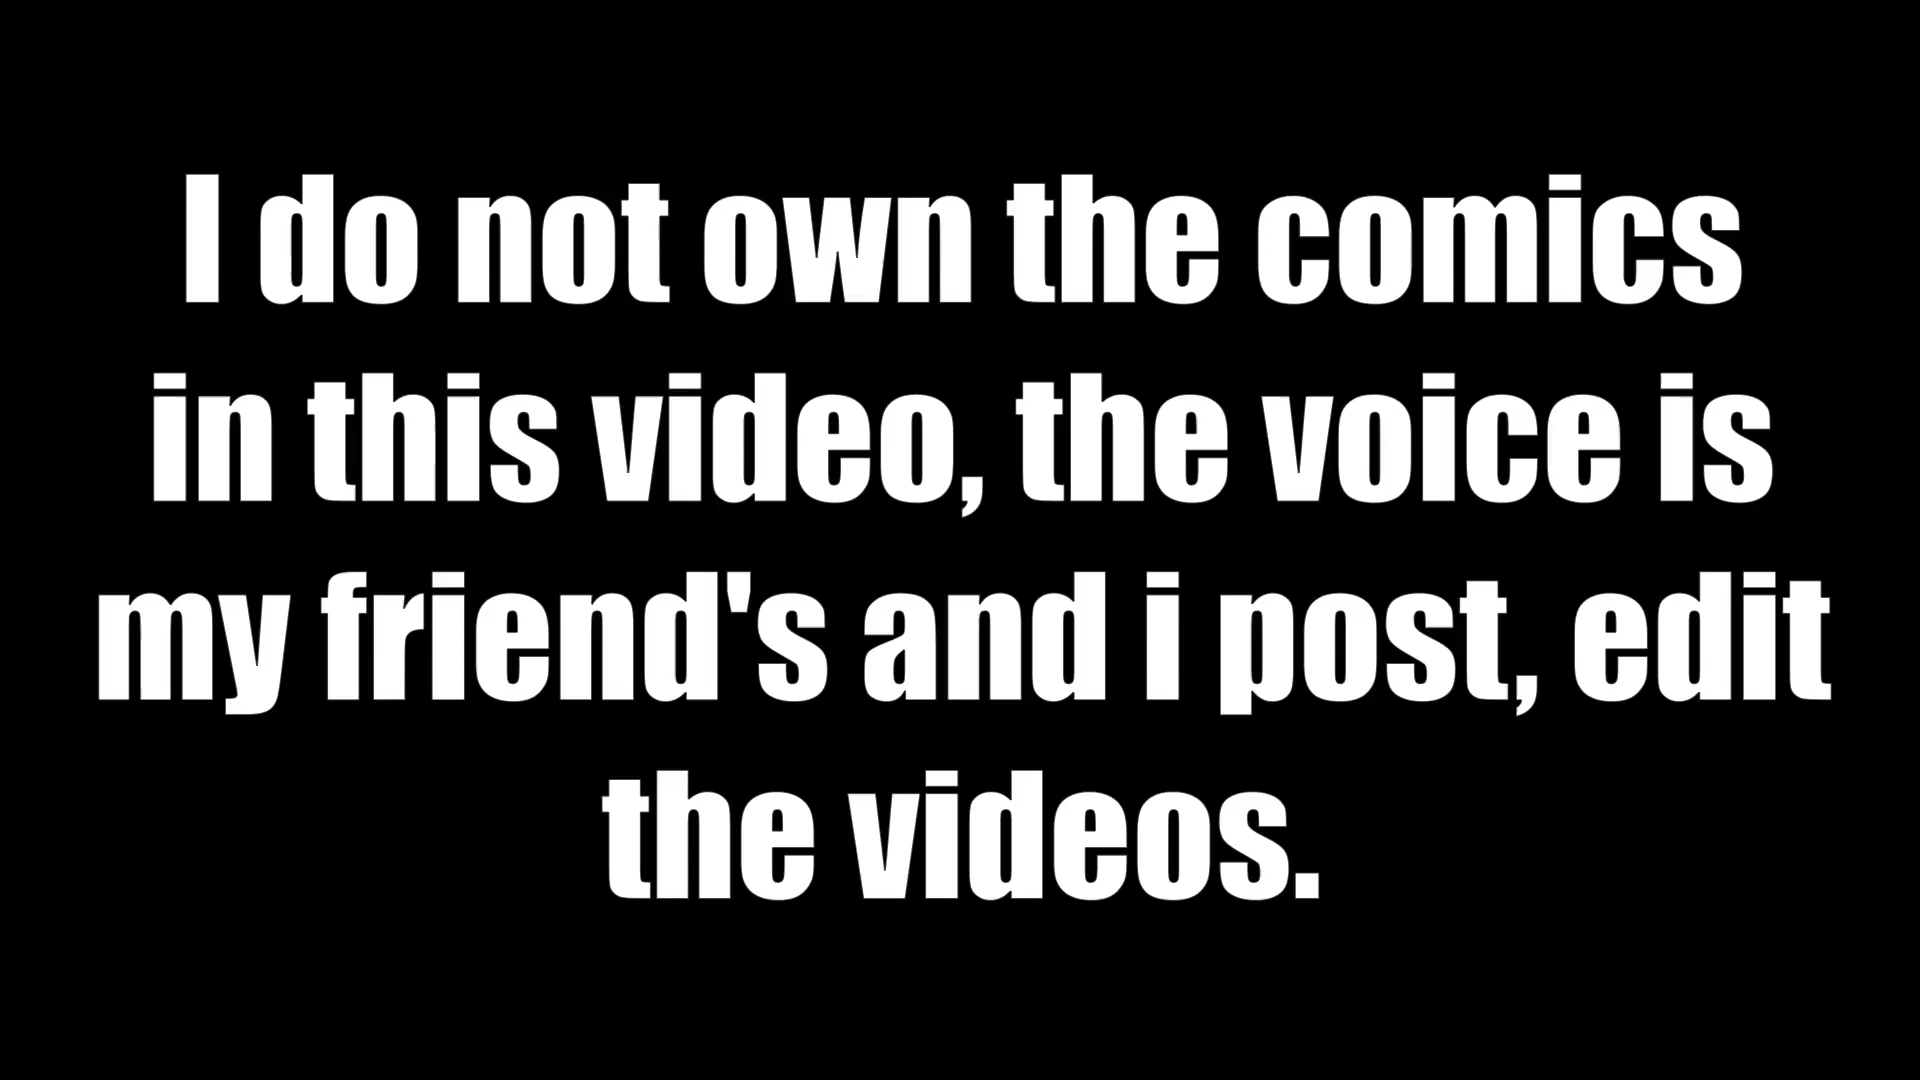 I do not own the comics
in this video, the voice is
my friend's and i post, edit
the videos.